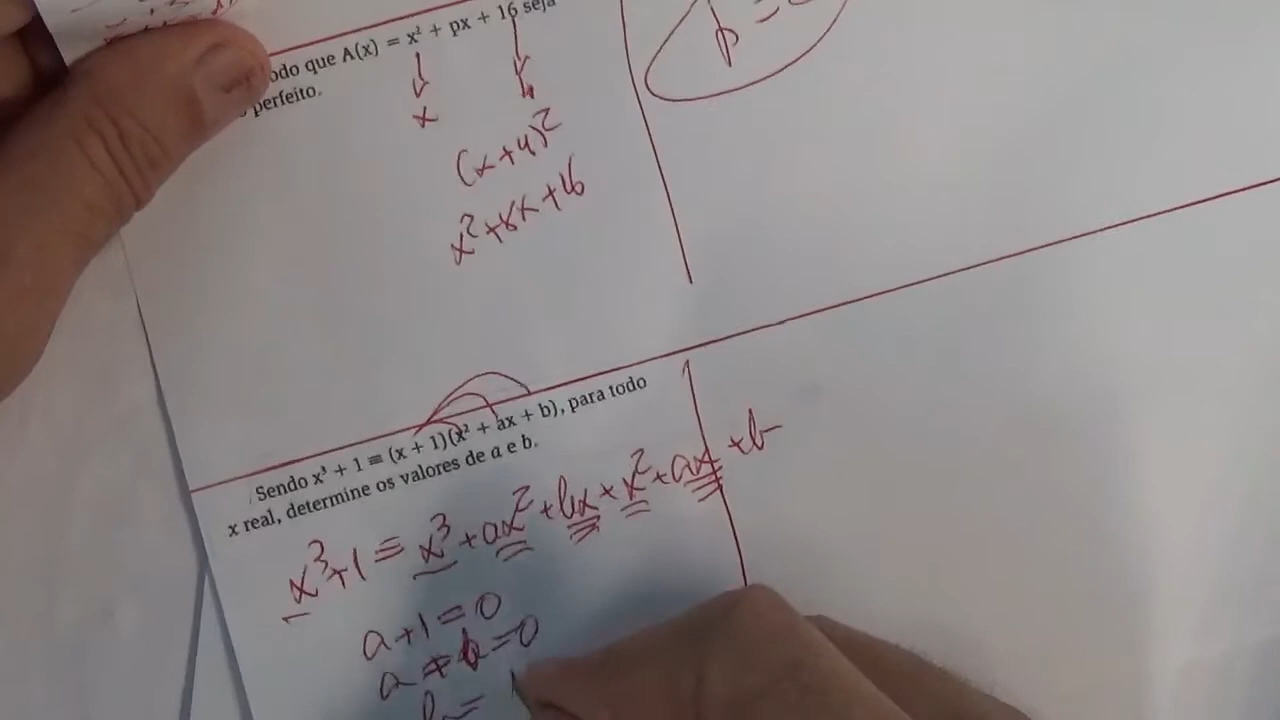 odo que A(x) = x² + px + 16 seja
perfeito.
x
(x+4)²
x²+8x+16
p =
Sendo x³ + 1 ≡ (x + 1)(x² + ax + b), para todo
x real, determine os valores de a e b.
x³+1 ≡ x³+ax²+bx+x²+ax+b
a+1=0
a+b=0
b=